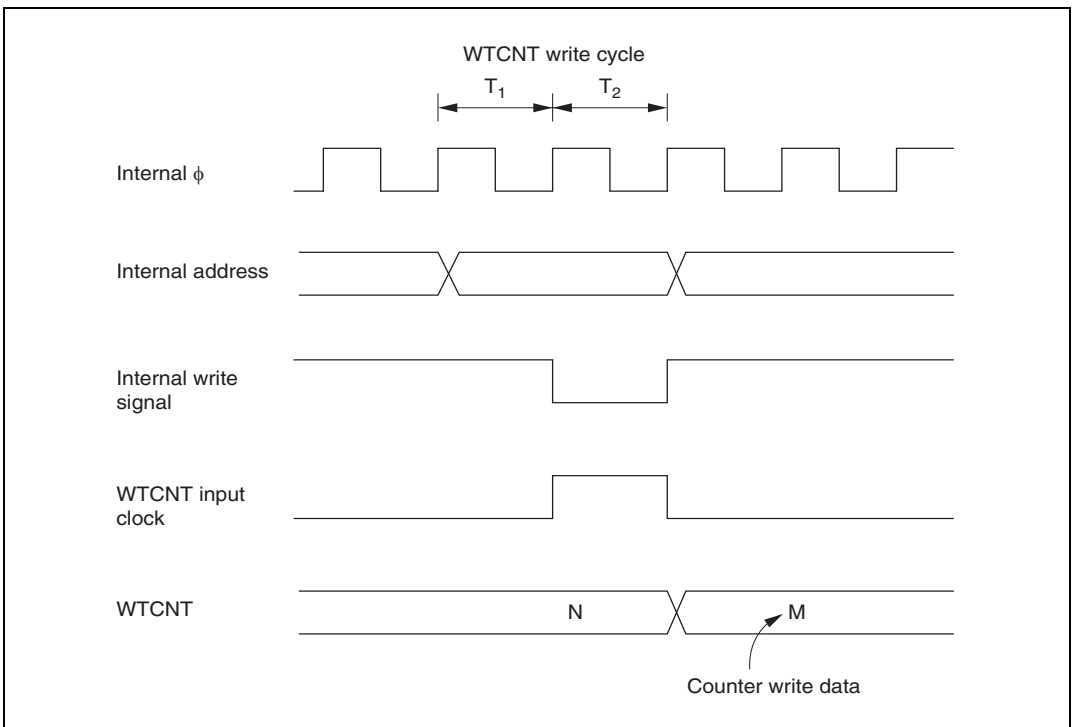 WTCNT write cycle
T₁ T₂
Internal ϕ
Internal address
Internal write
signal
WTCNT input
clock
WTCNT N M
Counter write data